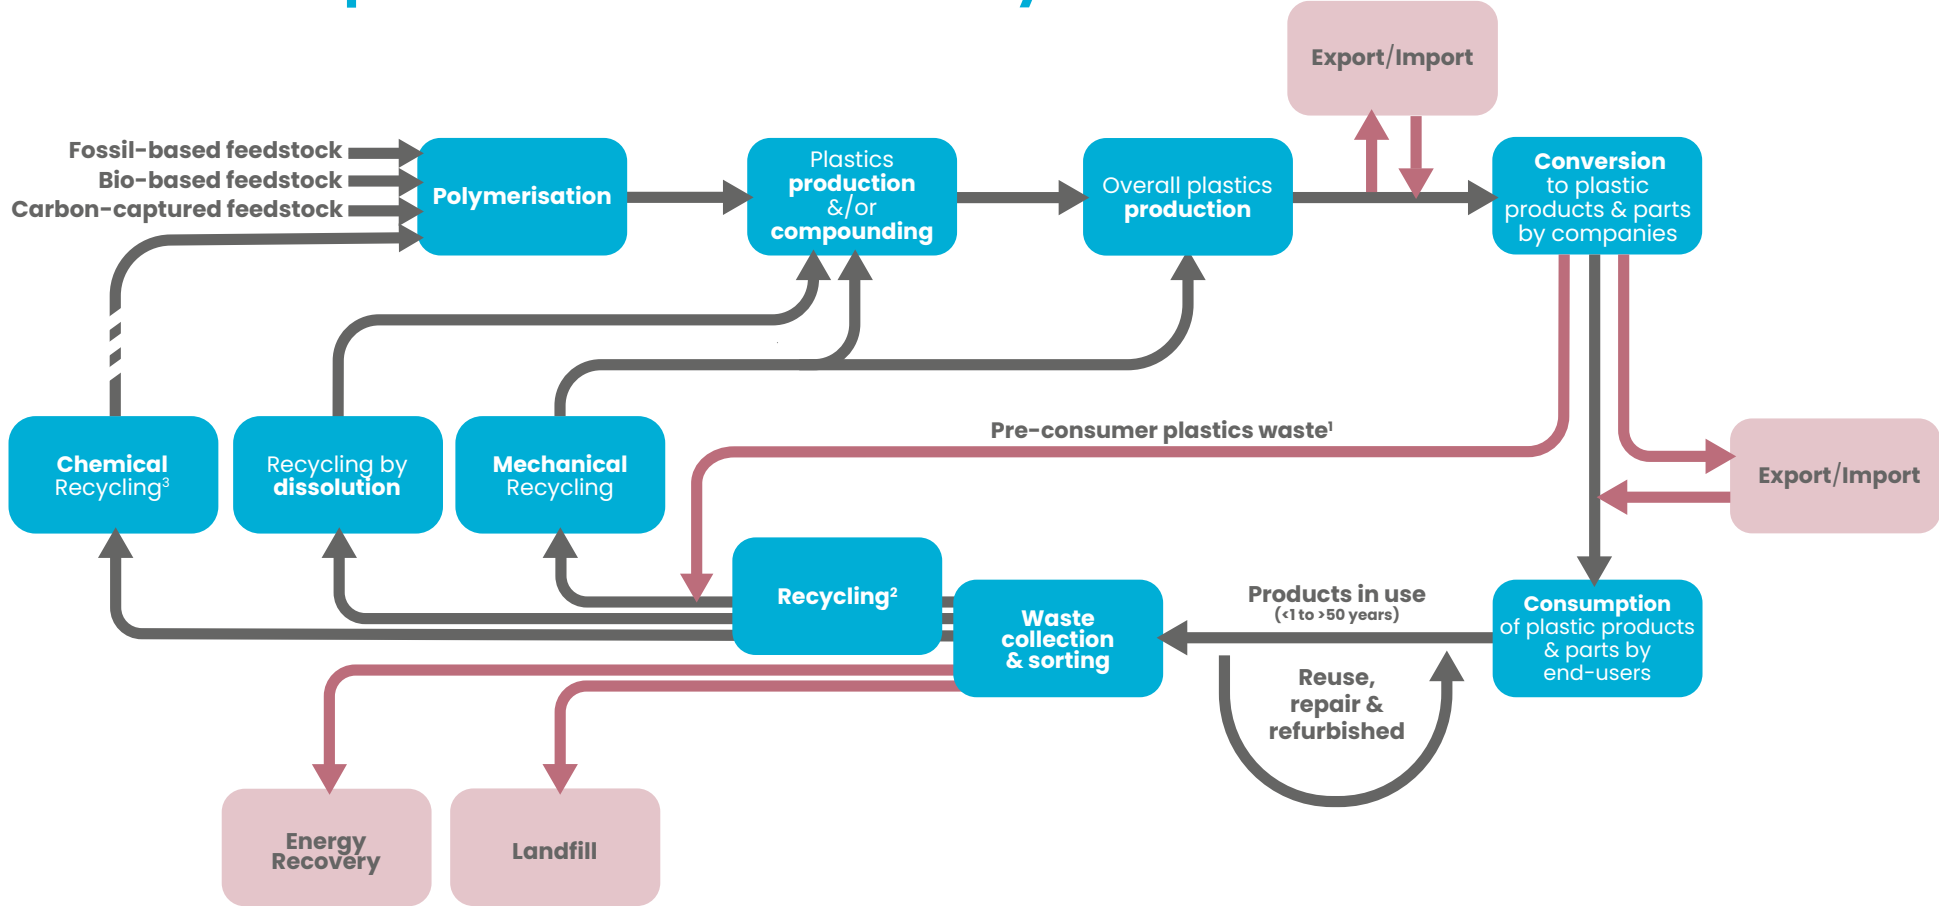 Export/Import
Fossil-based feedstock
Bio-based feedstock
Carbon-captured feedstock
Polymerisation
Plastics
production
&/or
compounding
Overall plastics
production
Conversion
to plastic
products & parts
by companies
Pre-consumer plastics waste¹
Chemical
Recycling³
Recycling by
dissolution
Mechanical
Recycling
Export/Import
Recycling²
Waste
collection
& sorting
Products in use
(<1 to >50 years)
Consumption
of plastic products
& parts by
end-users
Reuse,
repair &
refurbished
Energy
Recovery
Landfill